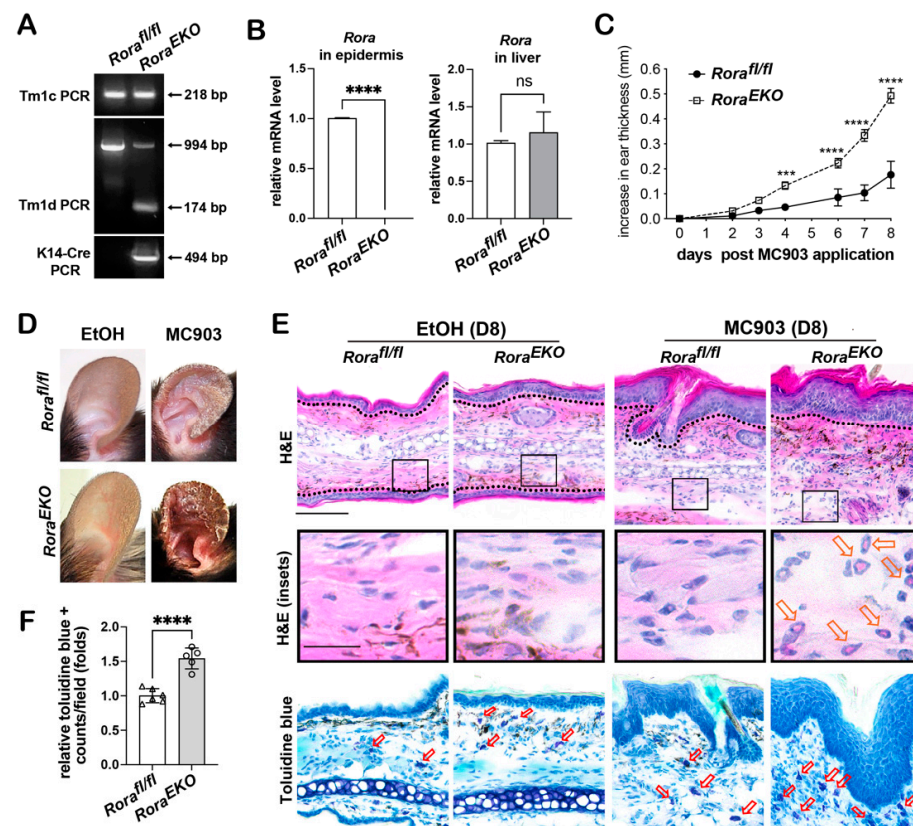 A
Rora^fl/fl
Rora^EKO
Tm1c PCR
218 bp
994 bp
Tm1d PCR
174 bp
K14-Cre
PCR
494 bp
B
Rora
in epidermis
relative mRNA level
1.5
1.0
0.5
0.0
****
Rora^fl/fl
Rora^EKO
Rora
in liver
relative mRNA level
2.0
1.5
1.0
0.5
0.0
ns
Rora^fl/fl
Rora^EKO
C
increase in ear thickness (mm)
0.6
0.5
0.4
0.3
0.2
0.1
0.0
Rora^fl/fl
Rora^EKO
***
****
****
****
0 1 2 3 4 5 6 7 8
days post MC903 application
D
EtOH
MC903
Rora^fl/fl
Rora^EKO
E
EtOH (D8)
MC903 (D8)
Rora^fl/fl
Rora^EKO
Rora^fl/fl
Rora^EKO
H&E
H&E (insets)
Toluidine blue
F
relative toluidine blue +
counts/field (folds)
2.0
1.5
1.0
0.5
0.0
****
Rora^fl/fl
Rora^EKO